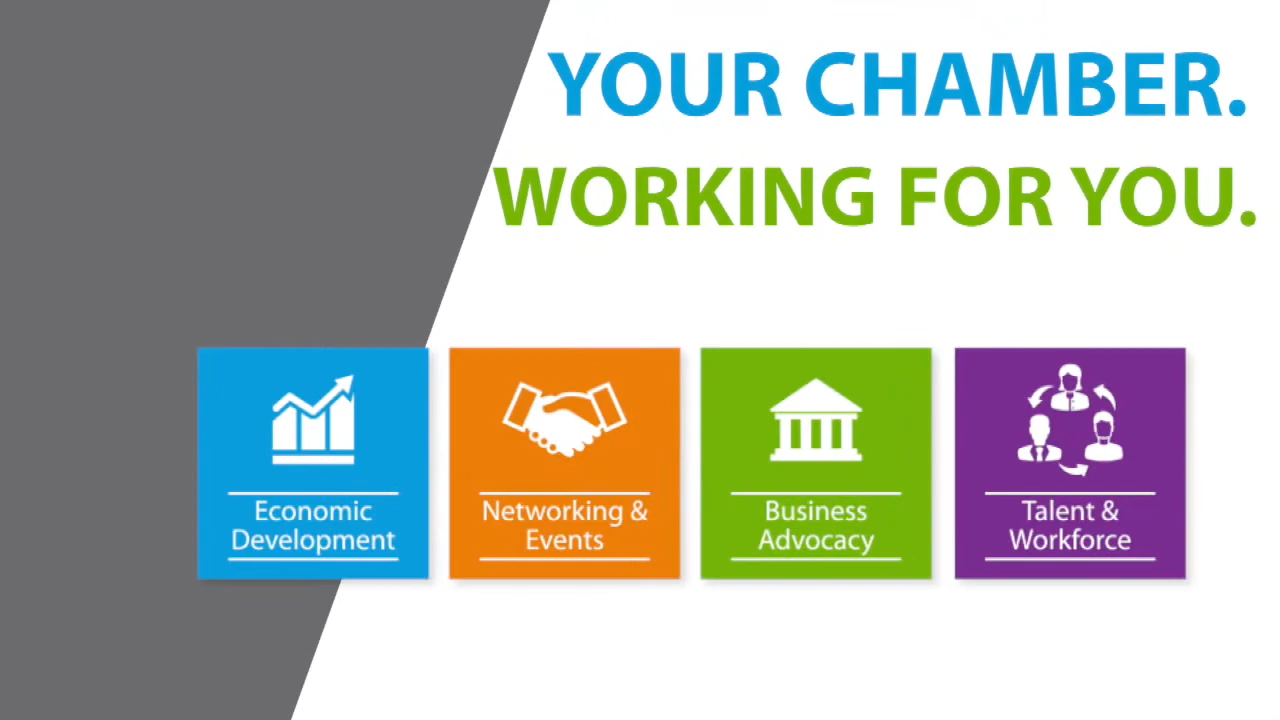 YOUR CHAMBER.
WORKING FOR YOU.
Economic
Development
Networking &
Events
Business
Advocacy
Talent &
Workforce